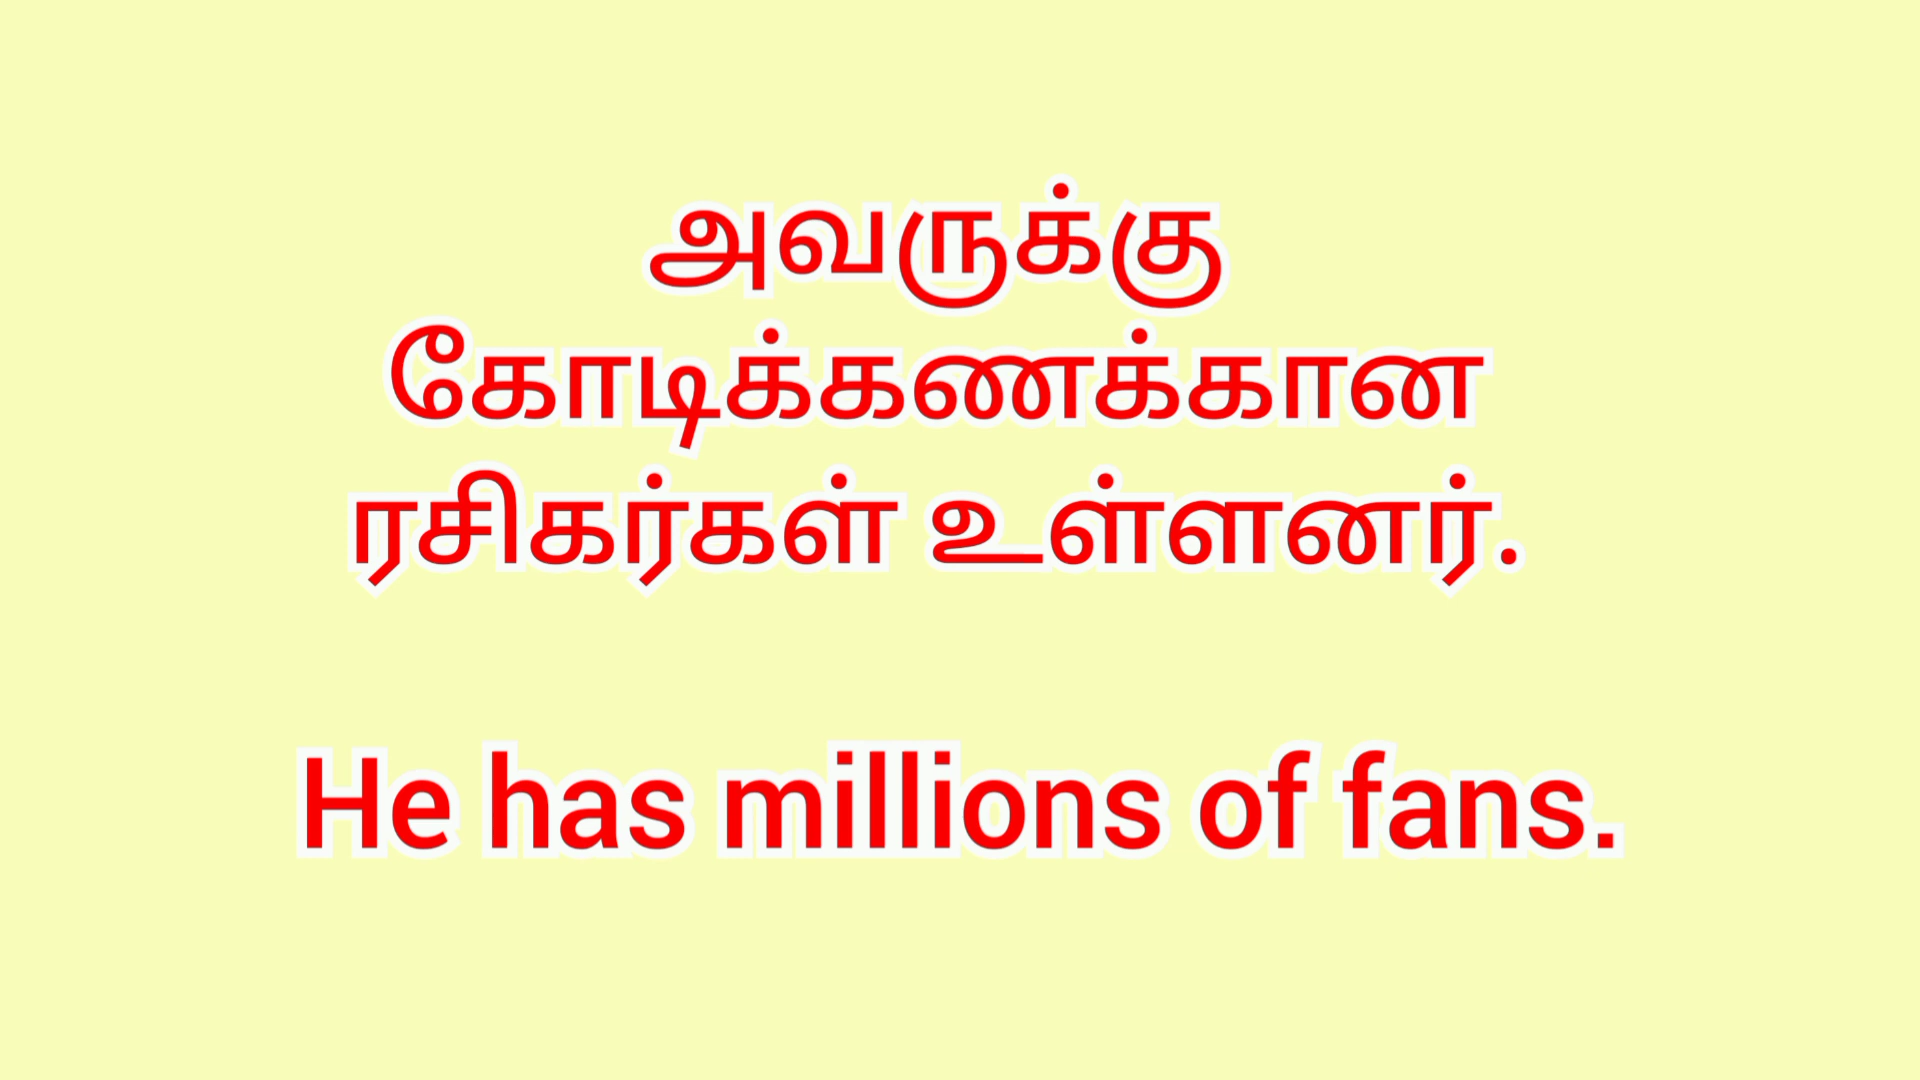 அவருக்கு
கோடிக்கணக்கான
ரசிகர்கள் உள்ளனர்.
He has millions of fans.